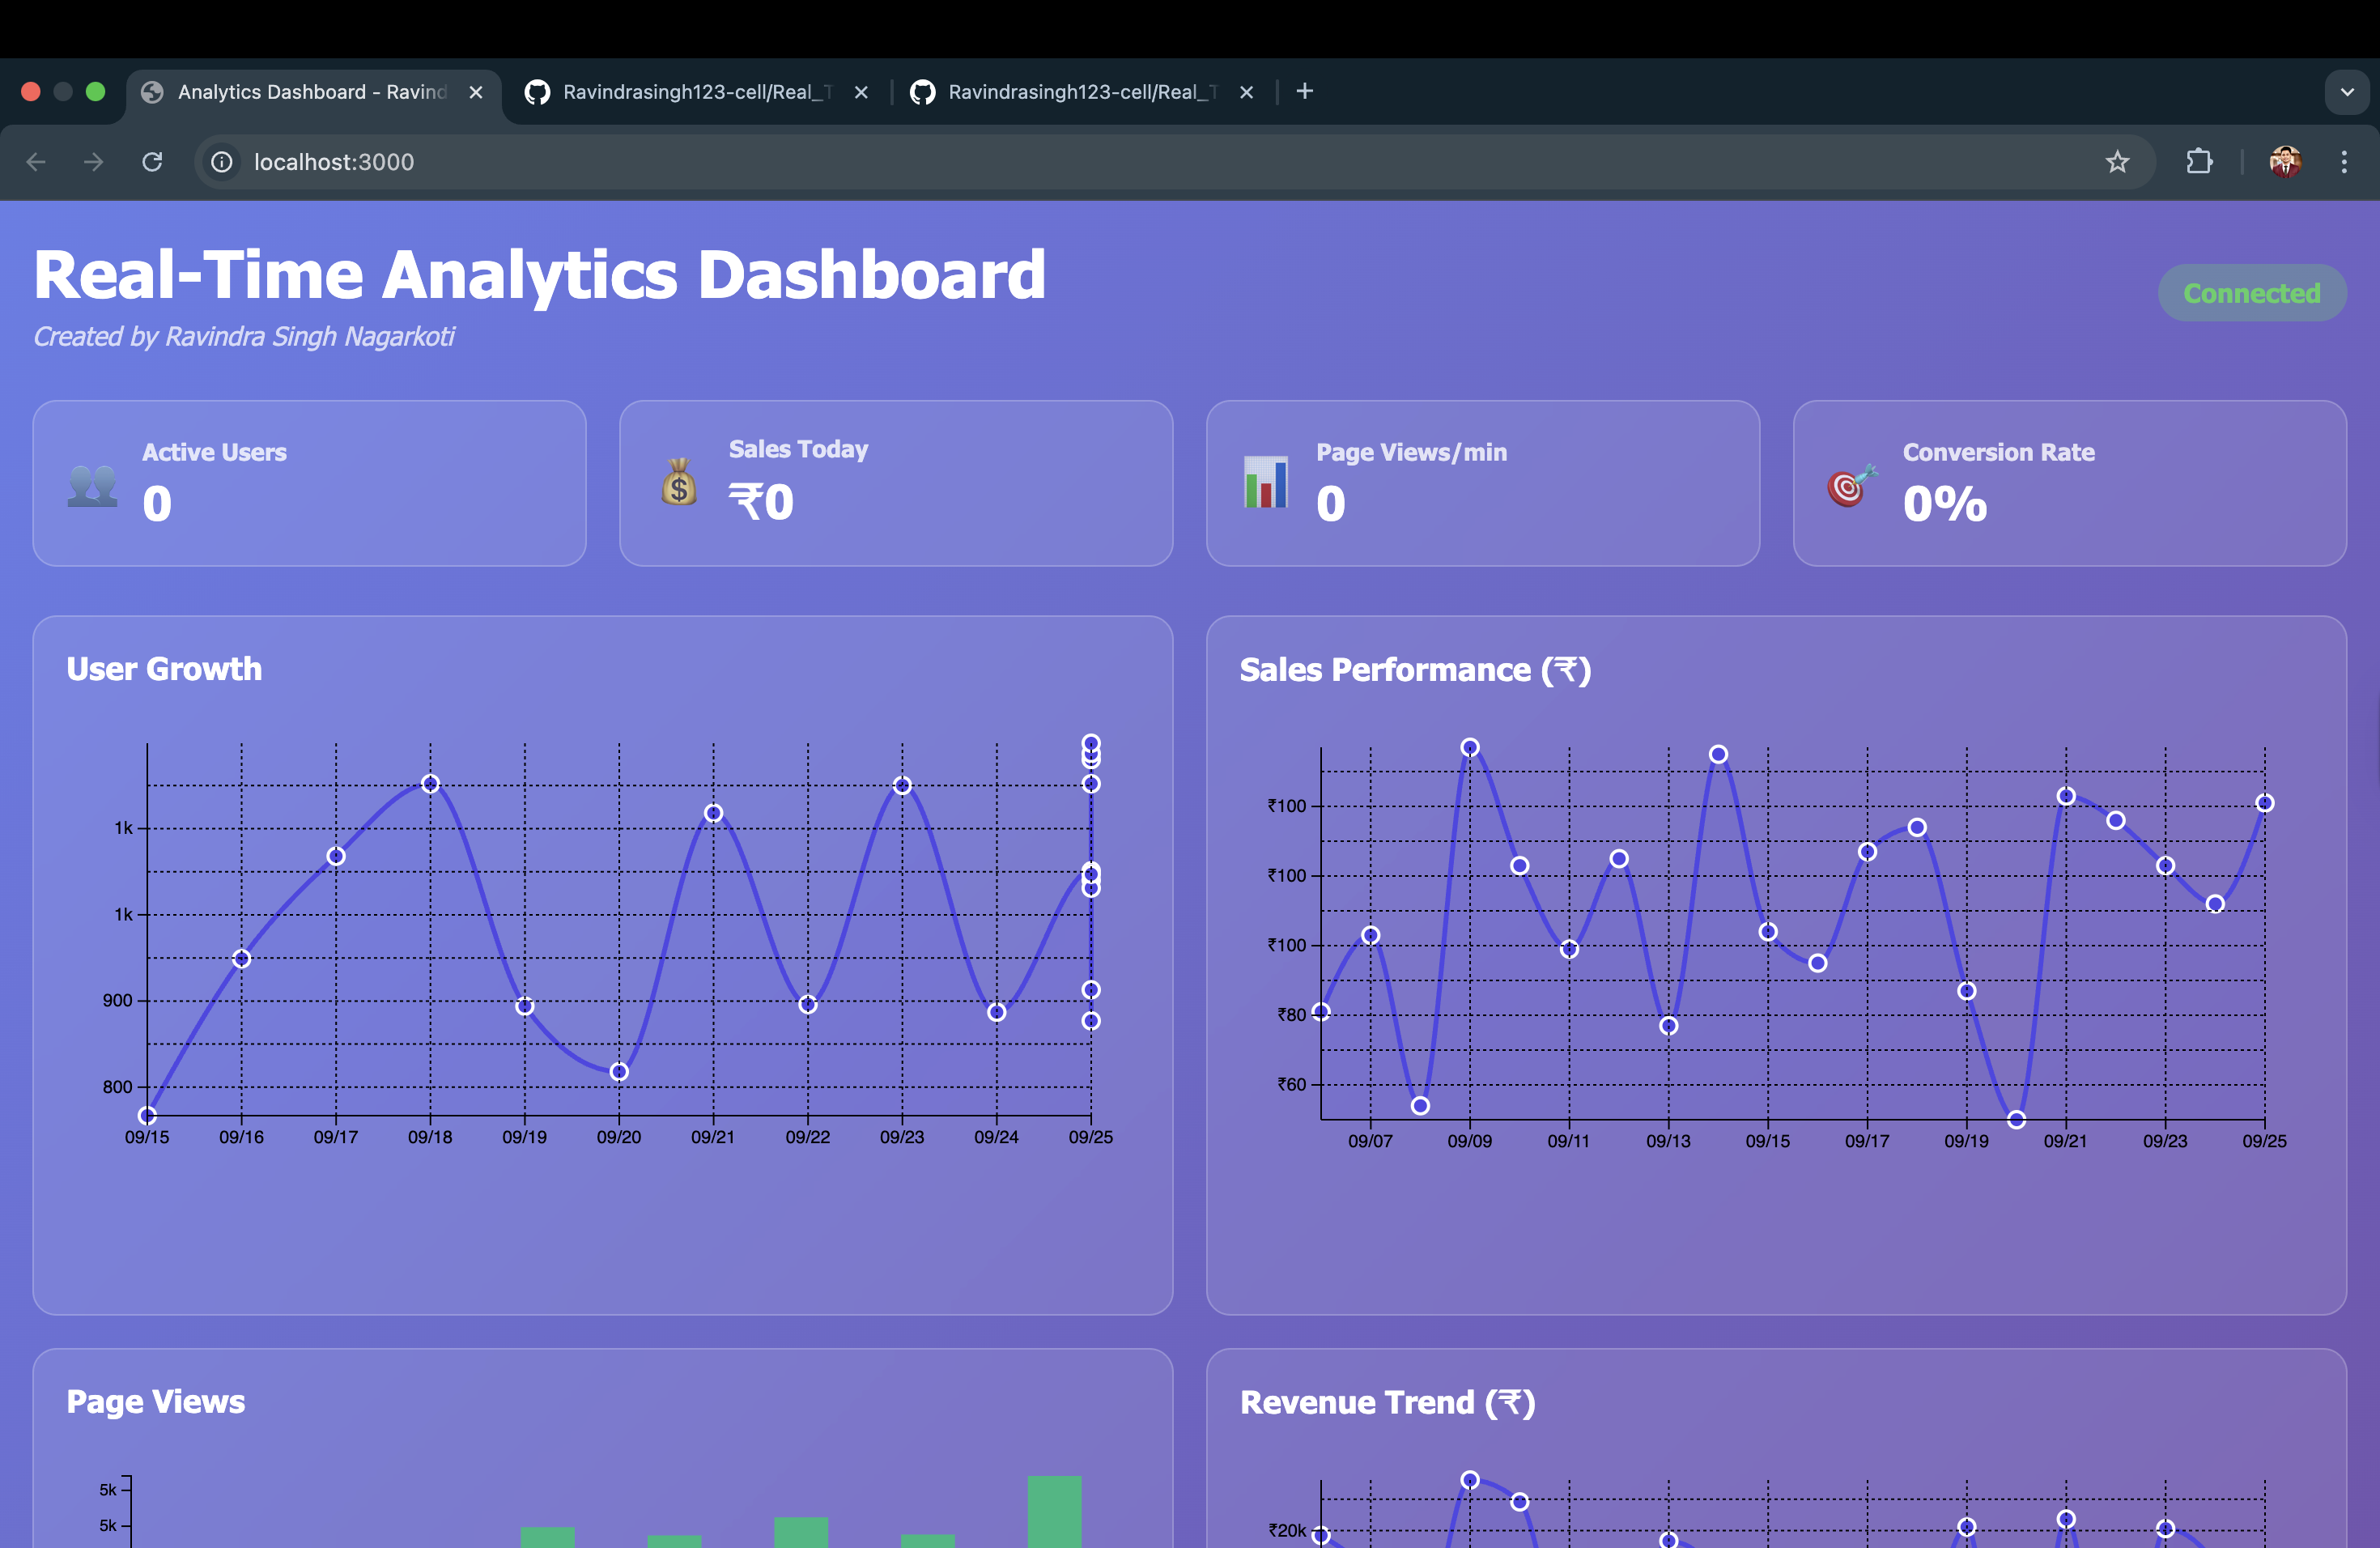 Analytics Dashboard - Ravind
Ravindrasingh123-cell/Real_T
Ravindrasingh123-cell/Real_T
localhost:3000
Real-Time Analytics Dashboard
Created by Ravindra Singh Nagarkoti
Connected
Active Users
0
Sales Today
₹0
Page Views/min
0
Conversion Rate
0%
User Growth
1k
1k
900
800
09/15 09/16 09/17 09/18 09/19 09/20 09/21 09/22 09/23 09/24 09/25
Sales Performance (₹)
₹100
₹100
₹100
₹80
₹60
09/07 09/09 09/11 09/13 09/15 09/17 09/19 09/21 09/23 09/25
Page Views
5k
5k
Revenue Trend (₹)
₹20k